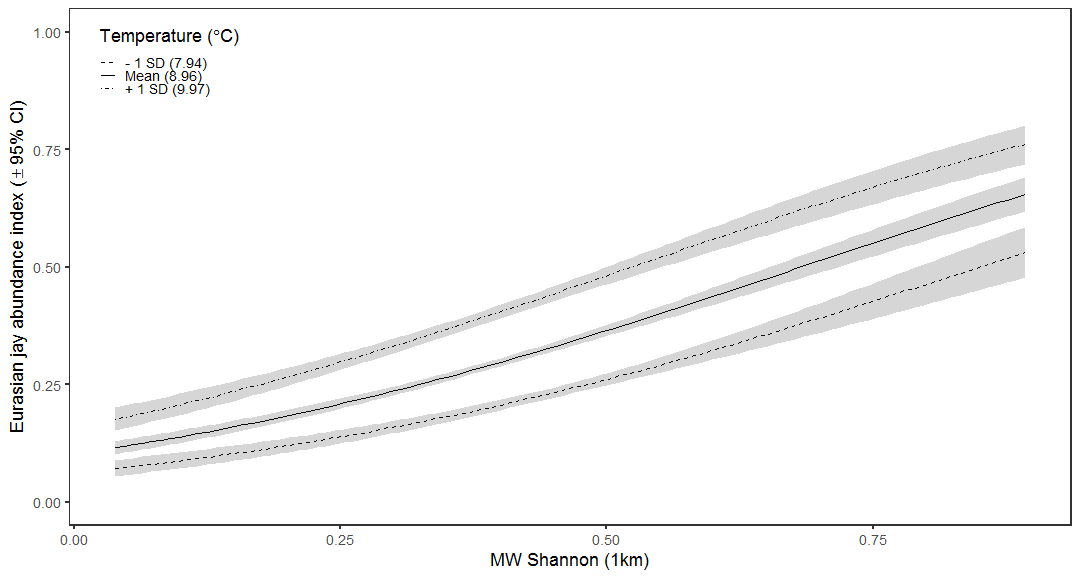 Temperature (°C)
- 1 SD (7.94)
Mean (8.96)
+ 1 SD (9.97)
Eurasian jay abundance index (±95% CI)
1.00
0.75
0.50
0.25
0.00
0.00 0.25 0.50 0.75
MW Shannon (1km)